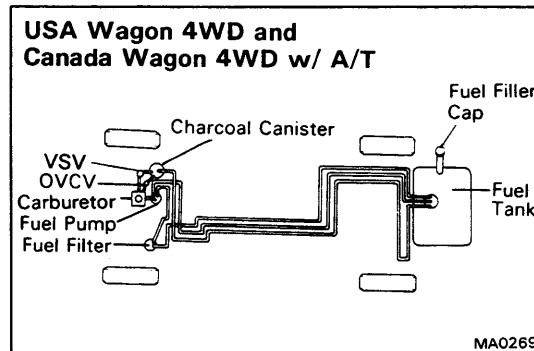 USA Wagon 4WD and
Canada Wagon 4WD w/ A/T
Fuel Filler
Cap
Charcoal Canister
VSV
OVCV
Carburetor
Fuel Pump
Fuel Filter
Fuel
Tank
MA0269